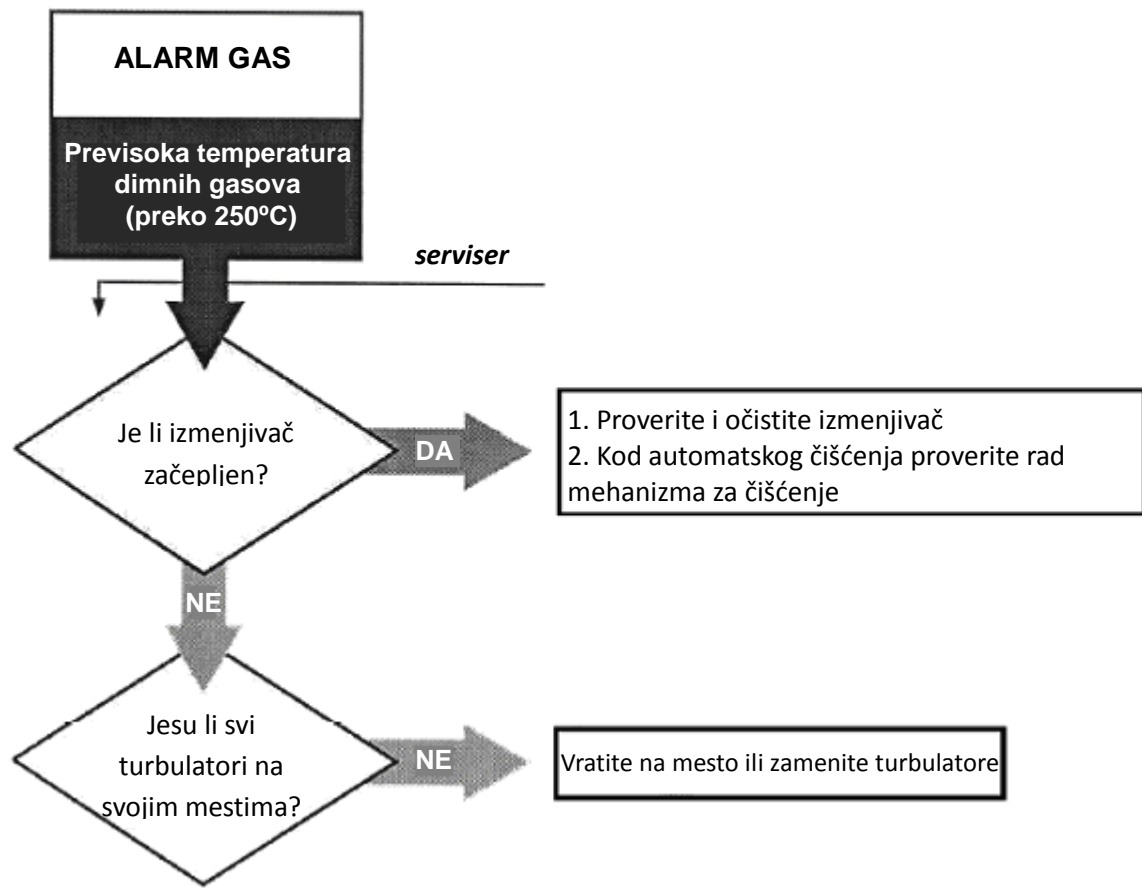 ALARM GAS
Previsoka temperatura
dimnih gasova
(preko 250ºC)
serviser
Je li izmenjivač
začepljen?
DA
1. Proverite i očistite izmenjivač
2. Kod automatskog čišćenja proverite rad
mehanizma za čišćenje
NE
Jesu li svi
turbulatori na
svojim mestima?
NE
Vratite na mesto ili zamenite turbulatore